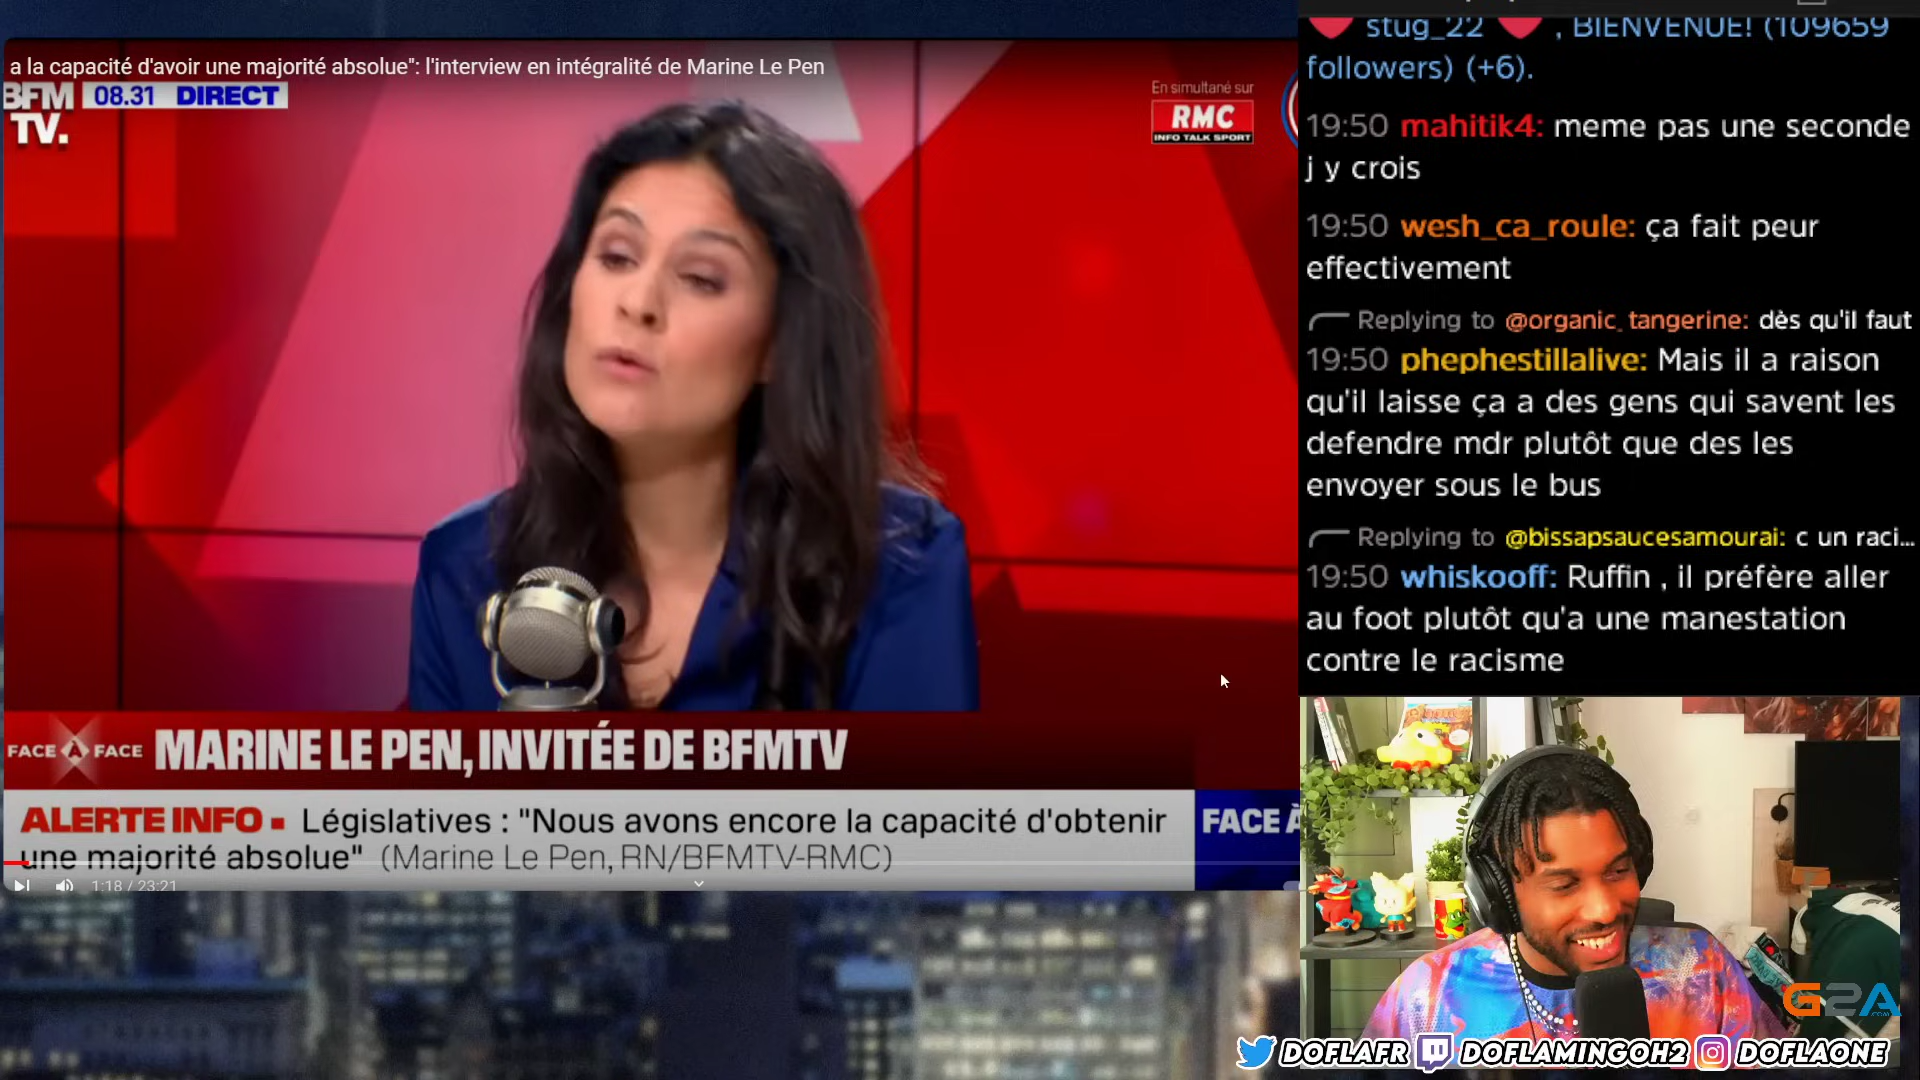 a la capacité d'avoir une majorité absolue": l'interview en intégralité de Marine Le Pen
BFM
TV.
08.31 DIRECT
En simultané sur
RMC
INFO TALK SPORT
FACE À FACE
MARINE LE PEN, INVITÉE DE BFMTV
ALERTE INFO ▪ Législatives : "Nous avons encore la capacité d'obtenir
une majorité absolue" (Marine Le Pen, RN/BFMTV-RMC)
FACE À
1:18 / 23:21
stug_22 , BIENVENUE! (109659
followers) (+6).
19:50 mahitik4: meme pas une seconde
j y crois
19:50 wesh_ca_roule: ça fait peur
effectivement
Replying to @organic_tangerine: dès qu'il faut
19:50 phephestillalive: Mais il a raison
qu'il laisse ça a des gens qui savent les
defendre mdr plutôt que des les
envoyer sous le bus
Replying to @bissapsaucesamourai: c un raci...
19:50 whiskooff: Ruffin , il préfère aller
au foot plutôt qu'a une manestation
contre le racisme
G2A
.COM
DOFLAFR DOFLAMINGOH2 DOFLAONE